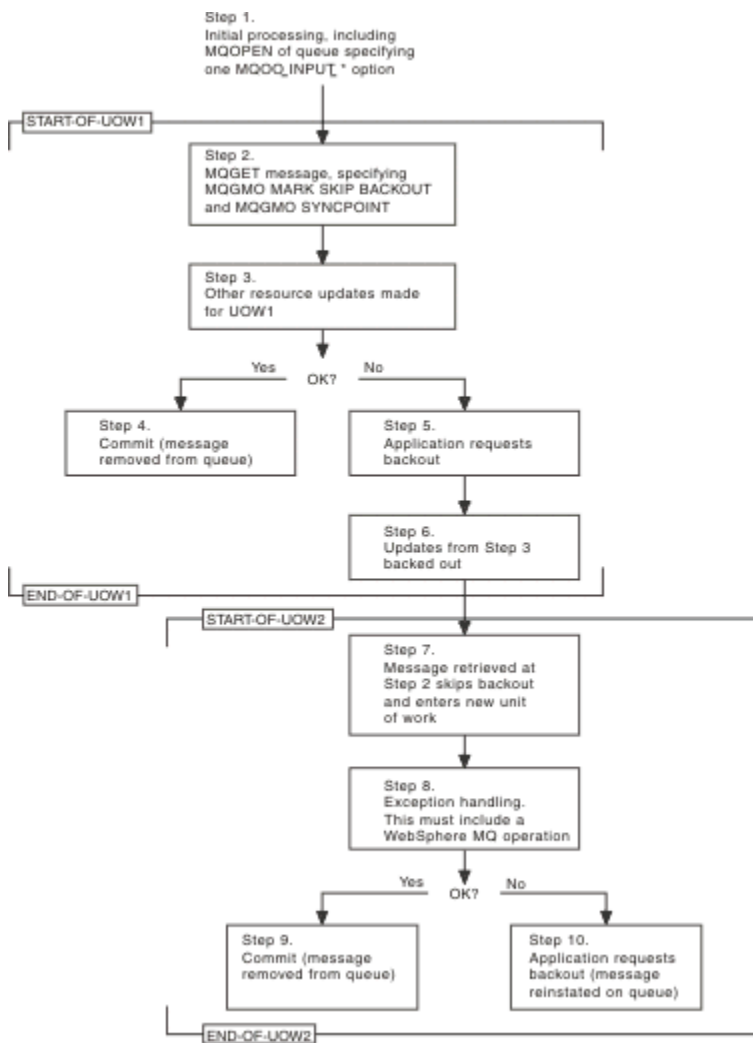 Step 1.
Initial processing, including
MQOPEN of queue specifying
one MQOO_INPUT_* option
START-OF-UOW1
Step 2.
MQGET message, specifying
MQGMO MARK SKIP BACKOUT
and MQGMO SYNCPOINT
Step 3.
Other resource updates made
for UOW1
Yes
No
OK?
Step 4.
Commit (message
removed from queue)
Step 5.
Application requests
backout
Step 6.
Updates from Step 3
backed out
END-OF-UOW1
START-OF-UOW2
Step 7.
Message retrieved at
Step 2 skips backout
and enters new unit
of work
Step 8.
Exception handling.
This must include a
WebSphere MQ operation
Yes
No
OK?
Step 9.
Commit (message
removed from queue)
Step 10.
Application requests
backout (message
reinstated on queue)
END-OF-UOW2